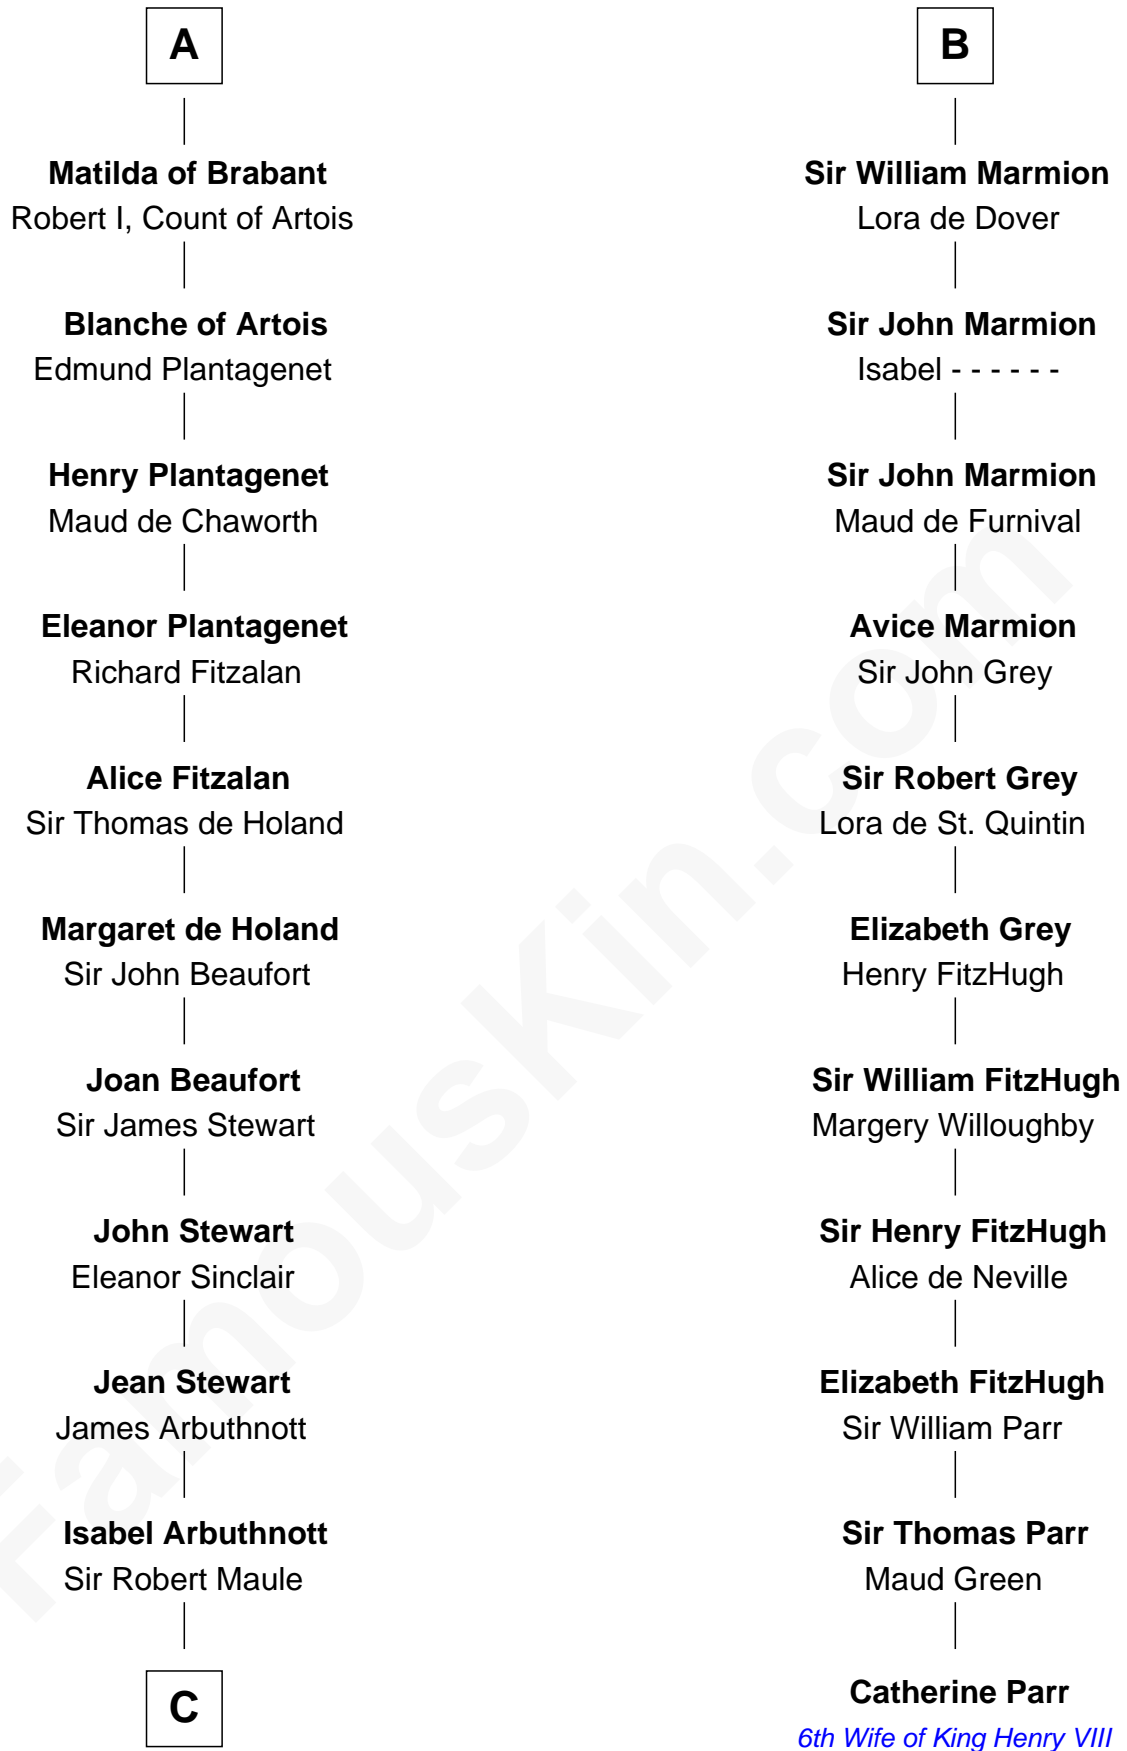 A
Matilda of Brabant
Robert I, Count of Artois
Blanche of Artois
Edmund Plantagenet
Henry Plantagenet
Maud de Chaworth
Eleanor Plantagenet
Richard Fitzalan
Alice Fitzalan
Sir Thomas de Holand
Margaret de Holand
Sir John Beaufort
Joan Beaufort
Sir James Stewart
John Stewart
Eleanor Sinclair
Jean Stewart
James Arbuthnott
Isabel Arbuthnott
Sir Robert Maule
C
B
Sir William Marmion
Lora de Dover
Sir John Marmion
Isabel - - - - - -
Sir John Marmion
Maud de Furnival
Avice Marmion
Sir John Grey
Sir Robert Grey
Lora de St. Quintin
Elizabeth Grey
Henry FitzHugh
Sir William FitzHugh
Margery Willoughby
Sir Henry FitzHugh
Alice de Neville
Elizabeth FitzHugh
Sir William Parr
Sir Thomas Parr
Maud Green
Catherine Parr
6th Wife of King Henry VIII
FamousKin.com